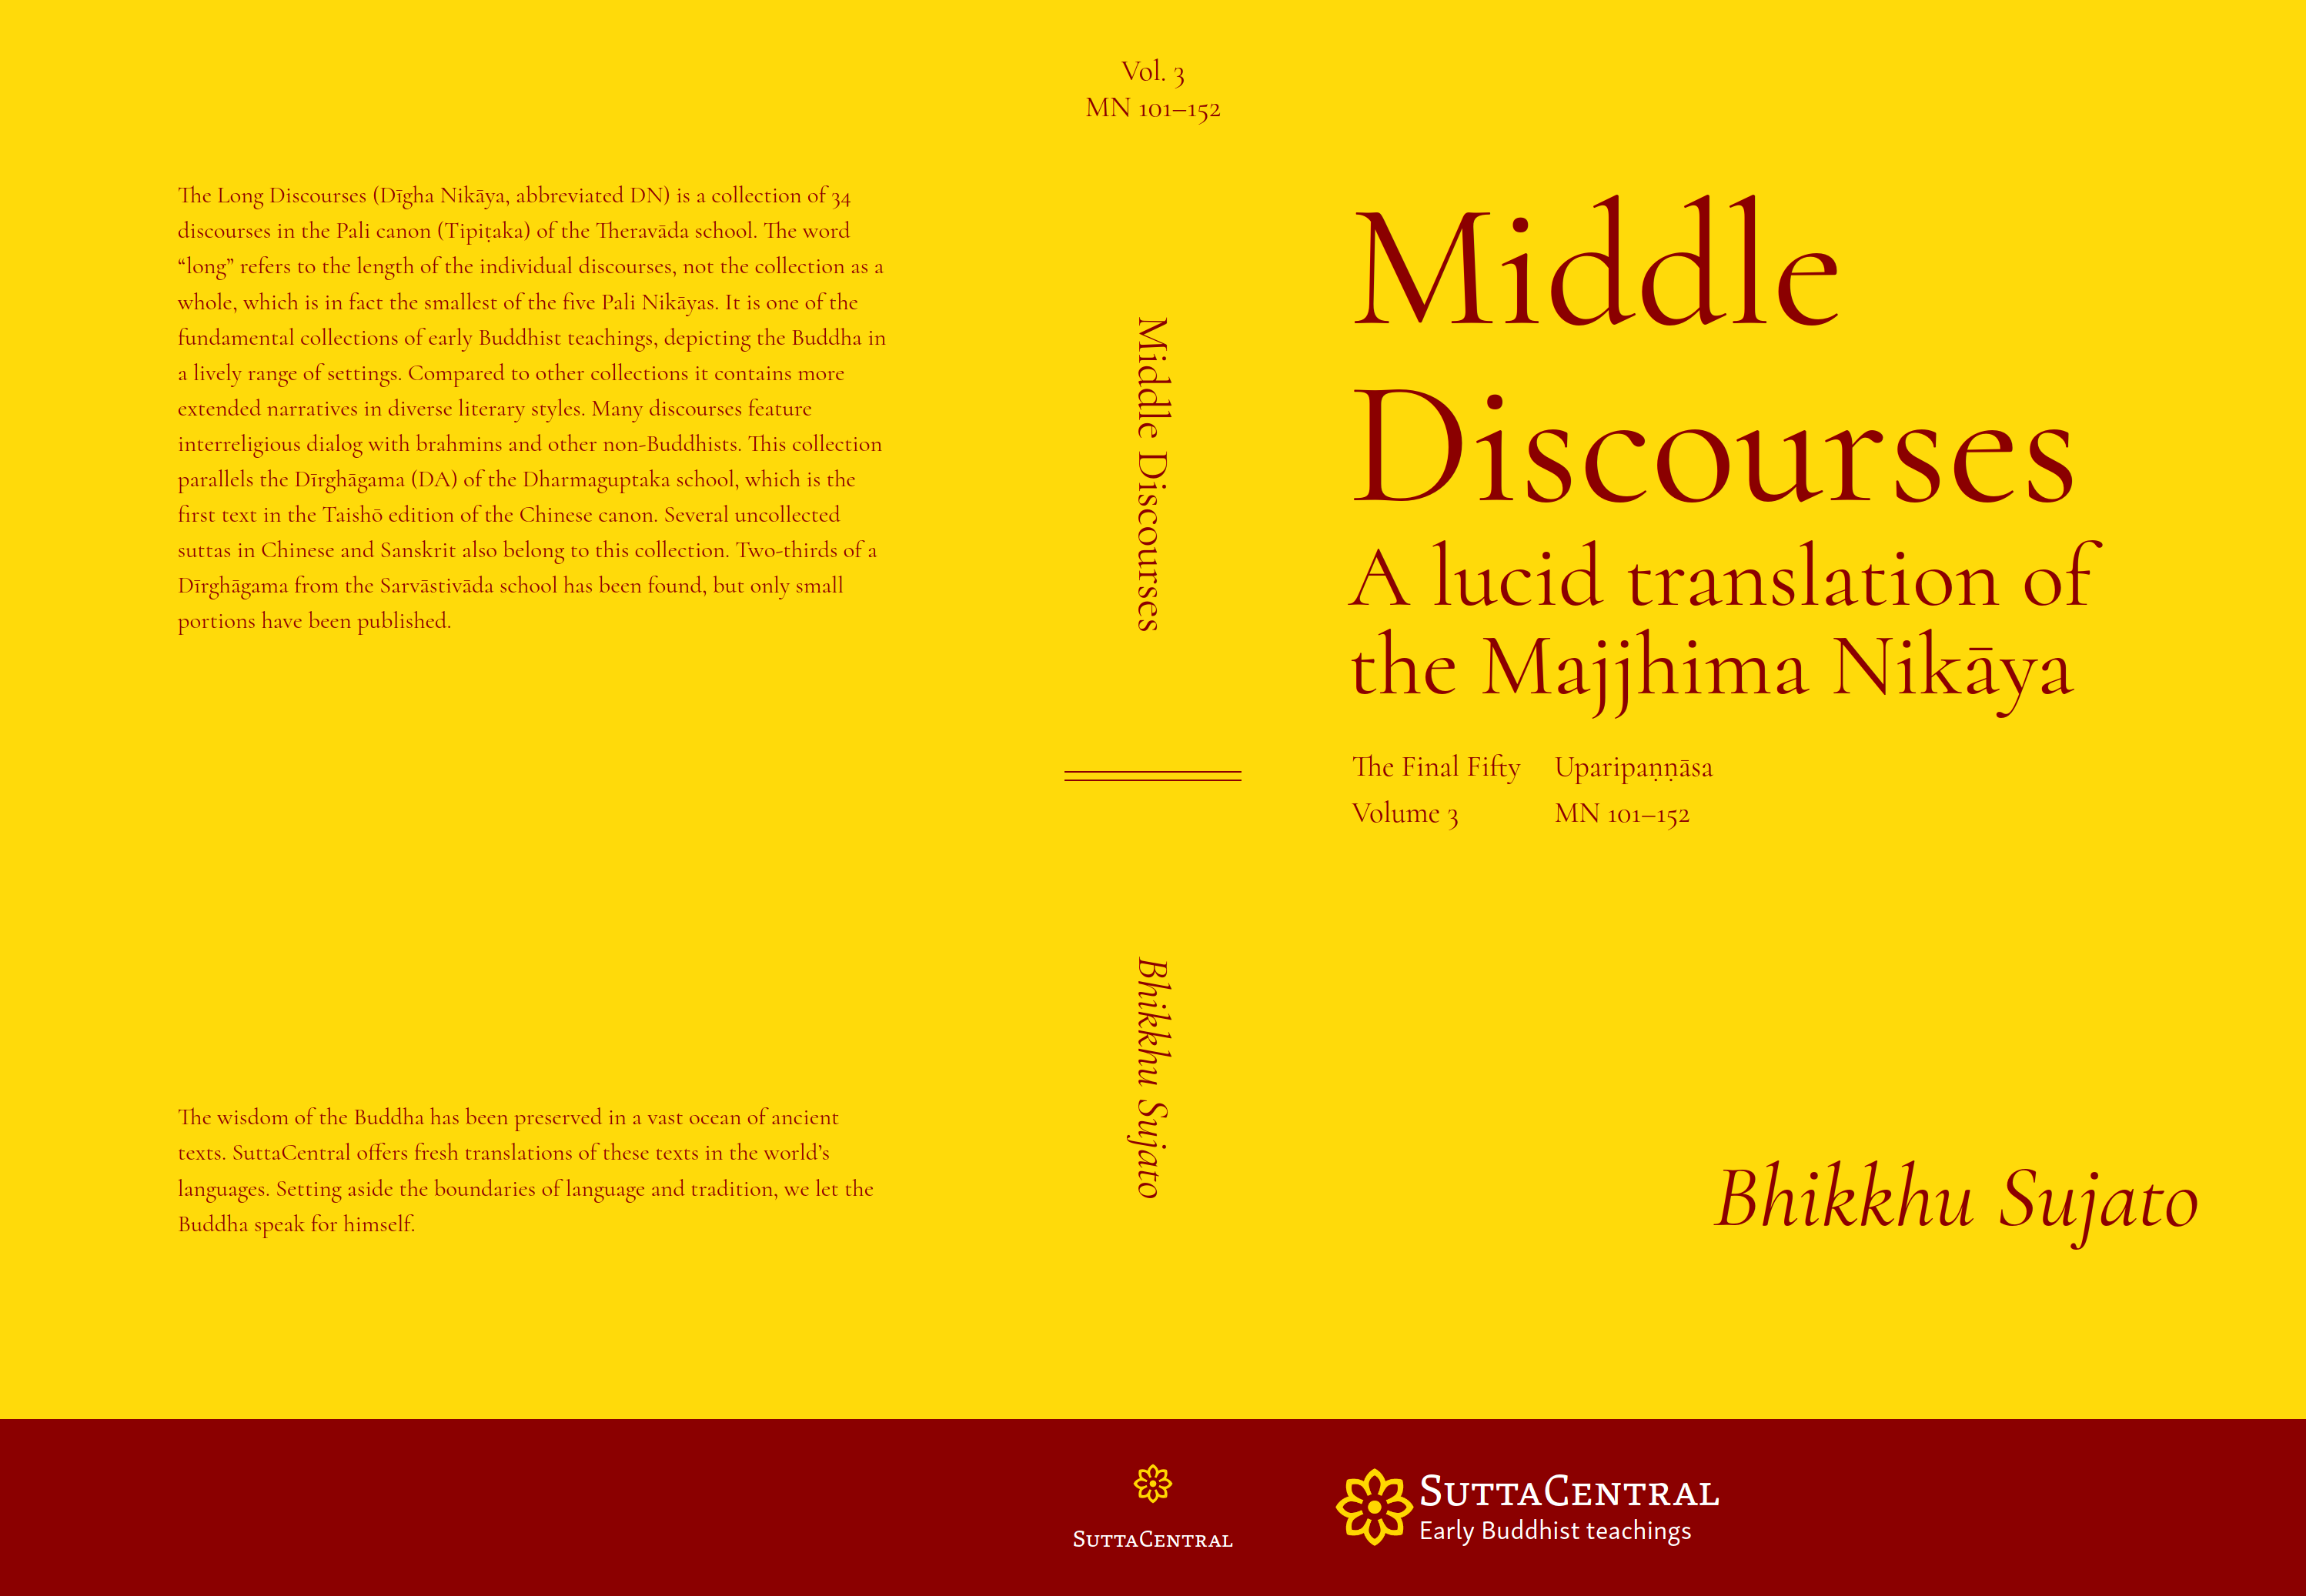 The Long Discourses (Dīgha Nikāya, abbreviated DN) is a collection of 34
discourses in the Pali canon (Tipiṭaka) of the Theravāda school. The word
“long” refers to the length of the individual discourses, not the collection as a
whole, which is in fact the smallest of the five Pali Nikāyas. It is one of the
fundamental collections of early Buddhist teachings, depicting the Buddha in
a lively range of settings. Compared to other collections it contains more
extended narratives in diverse literary styles. Many discourses feature
interreligious dialog with brahmins and other non-Buddhists. This collection
parallels the Dīrghāgama (DA) of the Dharmaguptaka school, which is the
first text in the Taishō edition of the Chinese canon. Several uncollected
suttas in Chinese and Sanskrit also belong to this collection. Two-thirds of a
Dīrghāgama from the Sarvāstivāda school has been found, but only small
portions have been published.
The wisdom of the Buddha has been preserved in a vast ocean of ancient
texts. SuttaCentral offers fresh translations of these texts in the world’s
languages. Setting aside the boundaries of language and tradition, we let the
Buddha speak for himself.
Vol. 3
MN 101–152
Middle Discourses
Bhikkhu Sujato
SuttaCentral
Middle
Discourses
A lucid translation of
the Majjhima Nikāya
The Final Fifty Uparipaṇṇāsa
Volume 3 MN 101–152
Bhikkhu Sujato
SuttaCentral
Early Buddhist teachings